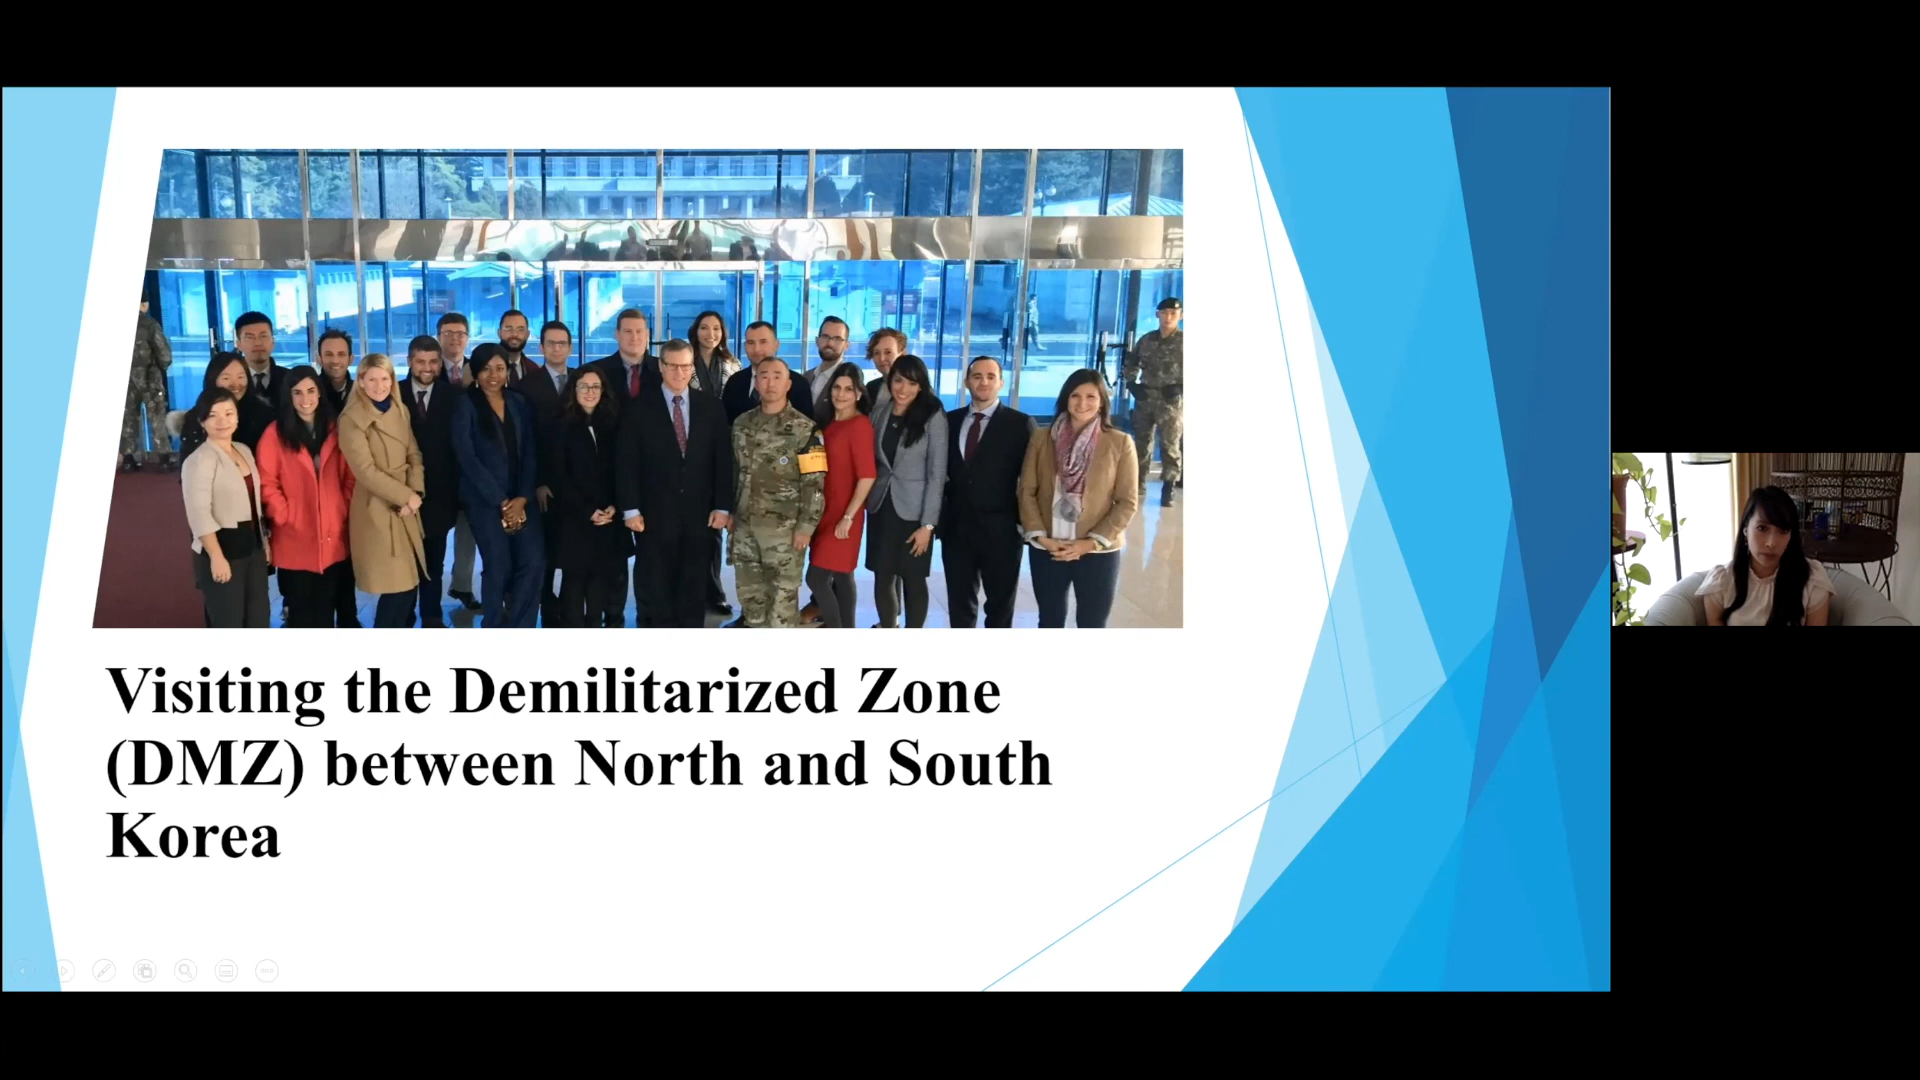 Visiting the Demilitarized Zone
(DMZ) between North and South
Korea